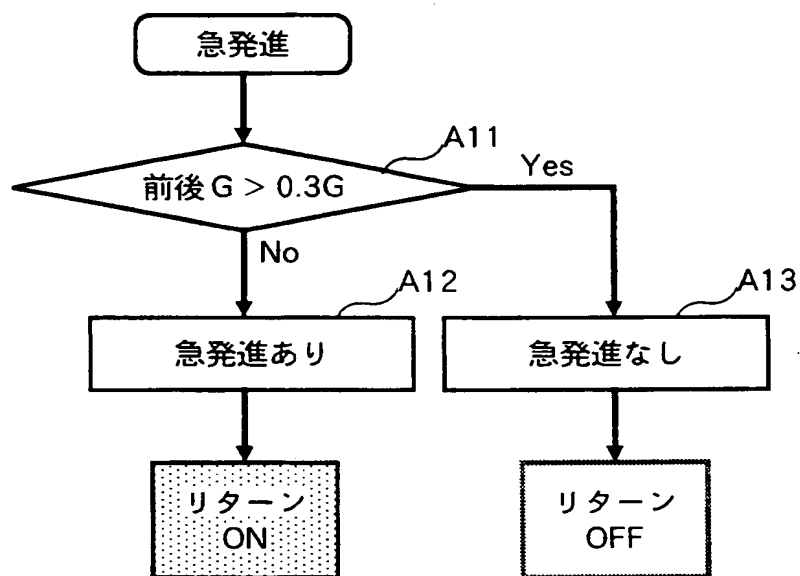 急発進
A11
前後G > 0.3G
Yes
No
A12
A13
急発進あり
急発進なし
リターン
ON
リターン
OFF